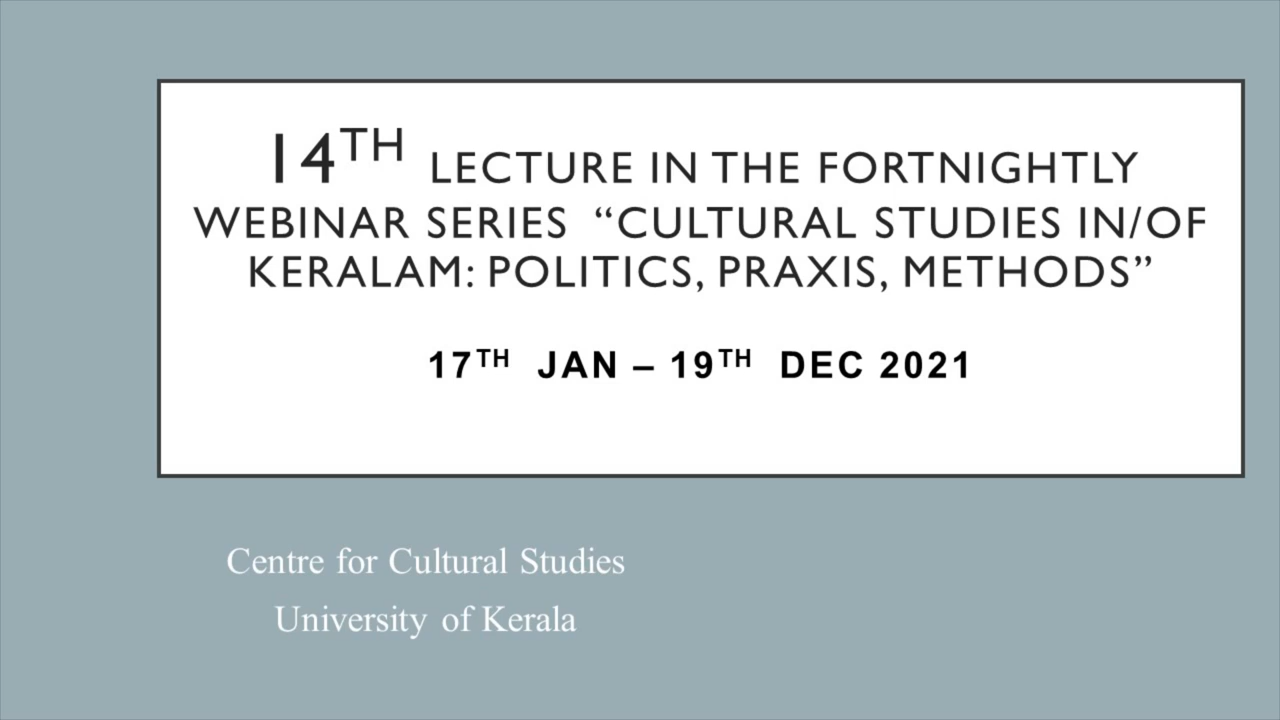 14TH LECTURE IN THE FORTNIGHTLY
WEBINAR SERIES “CULTURAL STUDIES IN/OF
KERALAM: POLITICS, PRAXIS, METHODS”
17TH JAN – 19TH DEC 2021
Centre for Cultural Studies
University of Kerala